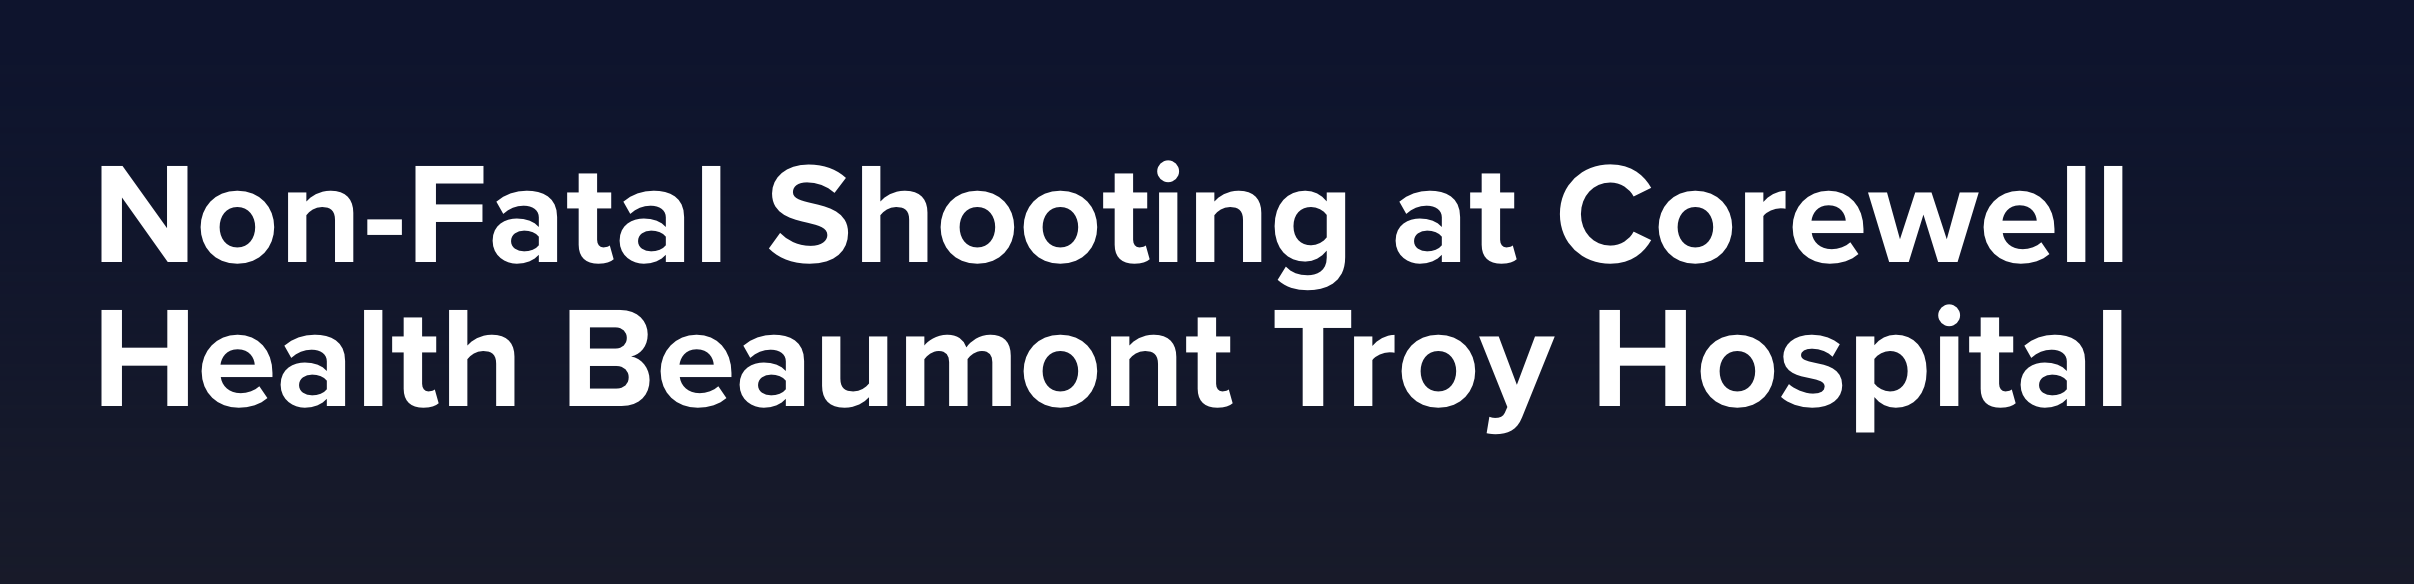 Non-Fatal Shooting at Corewell
Health Beaumont Troy Hospital